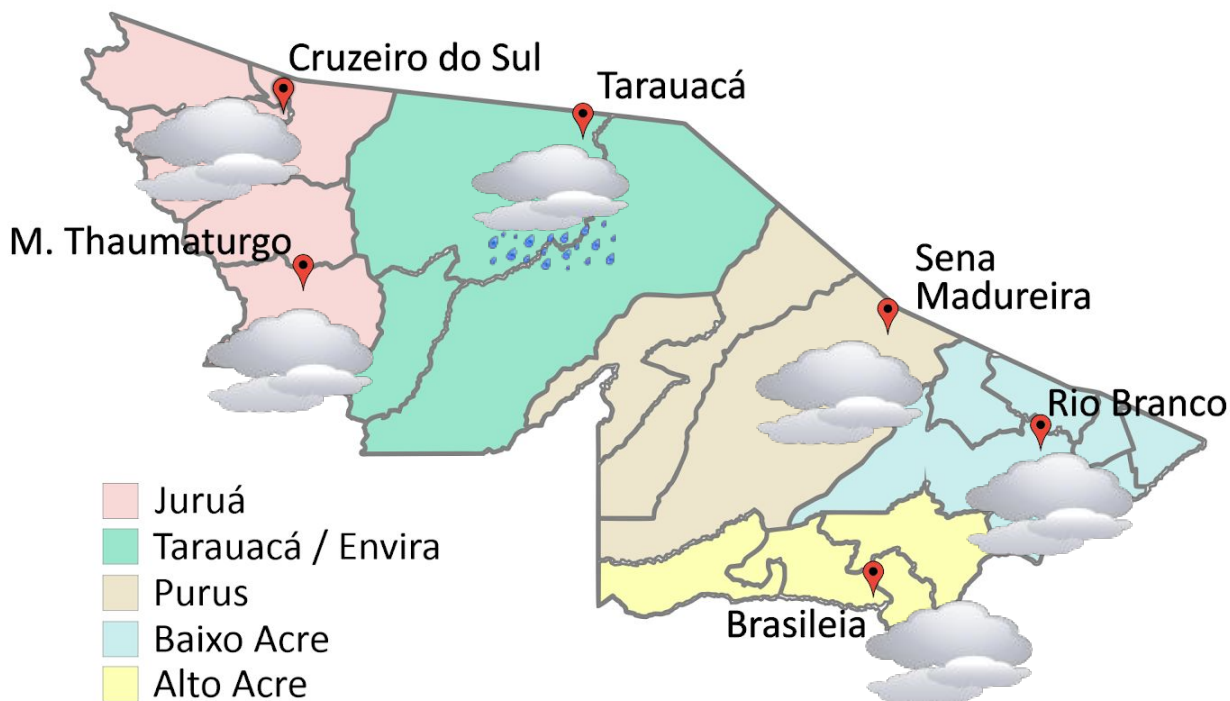 Cruzeiro do Sul
Tarauacá
M. Thaumaturgo
Sena
Madureira
Rio Branco
Brasileia
Juruá
Tarauacá / Envira
Purus
Baixo Acre
Alto Acre